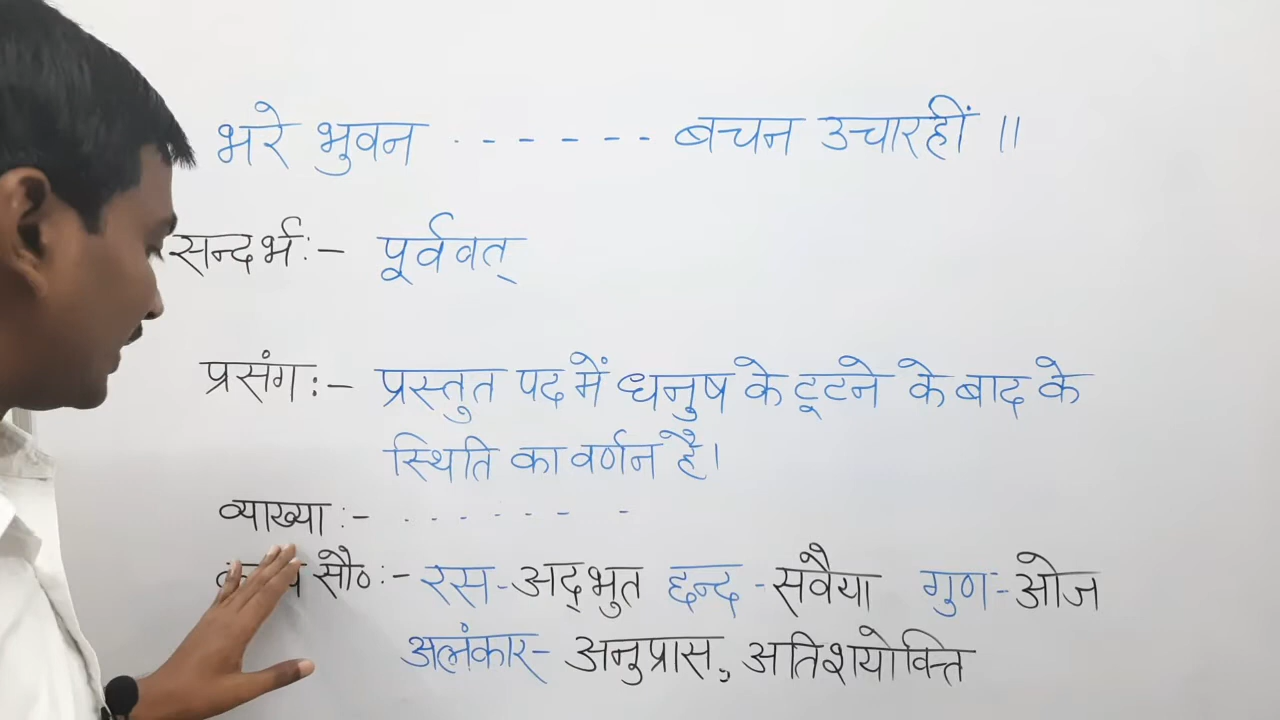 भरे भुवन - - - - - - बचन उचारहीं ॥
सन्दर्भ :- पूर्ववत्
प्रसंग :- प्रस्तुत पद में धनुष के टूटने के बाद के
स्थिति का वर्णन है।
व्याख्या :- - - - - - -
सौ० :- रस - अद्भुत छन्द - सवैया गुण - ओज
अलंकार - अनुप्रास, अतिशयोक्ति